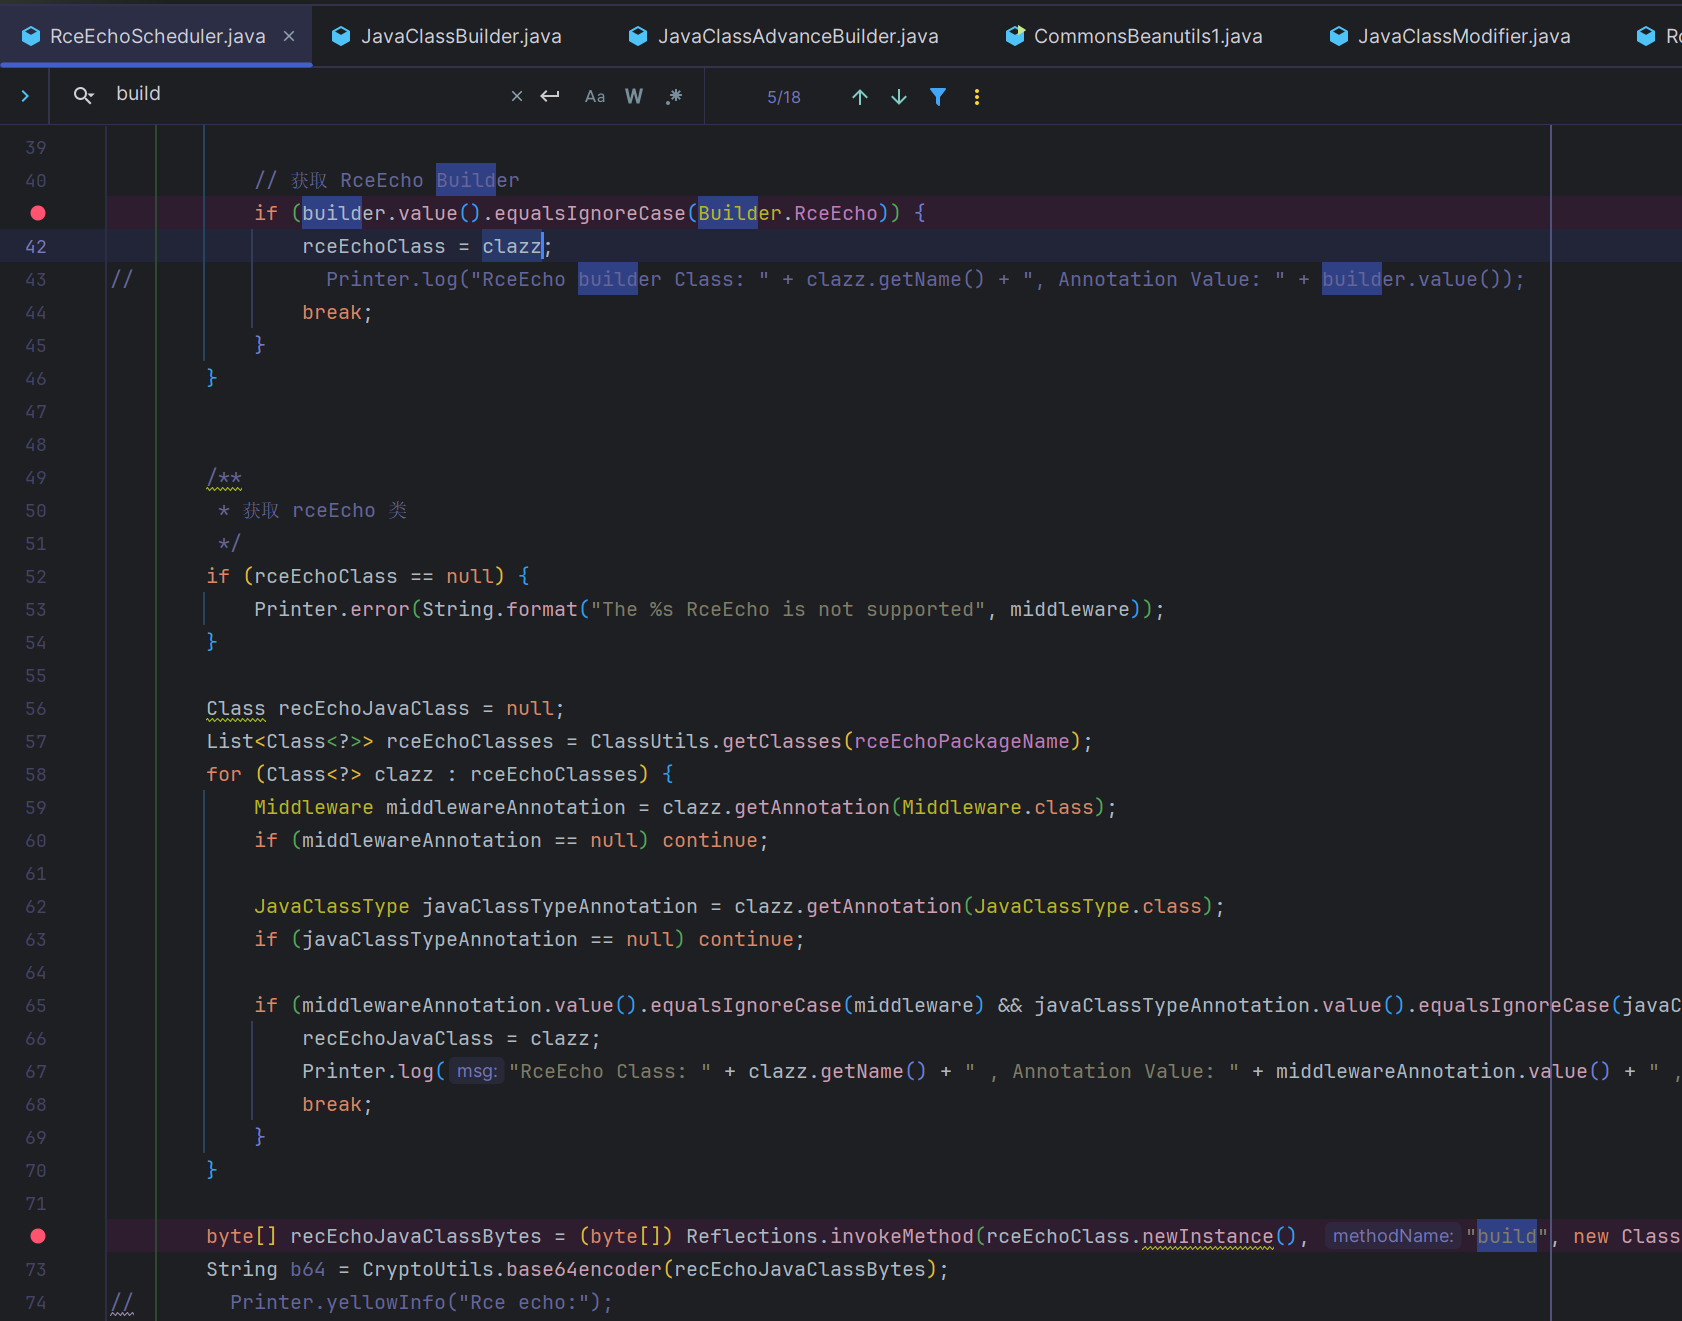 RceEchoScheduler.java JavaClassBuilder.java JavaClassAdvanceBuilder.java CommonsBeanutils1.java JavaClassModifier.java
build Aa W .* 5/18
39
40 // 获取 RceEcho Builder
if (builder.value().equalsIgnoreCase(Builder.RceEcho)) {
42 rceEchoClass = clazz;
43 // Printer.log("RceEcho builder Class: " + clazz.getName() + ", Annotation Value: " + builder.value());
44 break;
45 }
46 }
47
48
49 /**
50 * 获取 rceEcho 类
51 */
52 if (rceEchoClass == null) {
53 Printer.error(String.format("The %s RceEcho is not supported", middleware));
54 }
55
56 Class recEchoJavaClass = null;
57 List<Class<?>> rceEchoClasses = ClassUtils.getClasses(rceEchoPackageName);
58 for (Class<?> clazz : rceEchoClasses) {
59 Middleware middlewareAnnotation = clazz.getAnnotation(Middleware.class);
60 if (middlewareAnnotation == null) continue;
61
62 JavaClassType javaClassTypeAnnotation = clazz.getAnnotation(JavaClassType.class);
63 if (javaClassTypeAnnotation == null) continue;
64
65 if (middlewareAnnotation.value().equalsIgnoreCase(middleware) && javaClassTypeAnnotation.value().equalsIgnoreCase(javaC
66 recEchoJavaClass = clazz;
67 Printer.log( msg: "RceEcho Class: " + clazz.getName() + " , Annotation Value: " + middlewareAnnotation.value() + " ,
68 break;
69 }
70 }
71
byte[] recEchoJavaClassBytes = (byte[]) Reflections.invokeMethod(rceEchoClass.newInstance(), methodName: "build", new Class
73 String b64 = CryptoUtils.base64encoder(recEchoJavaClassBytes);
74 // Printer.yellowInfo("Rce echo:");